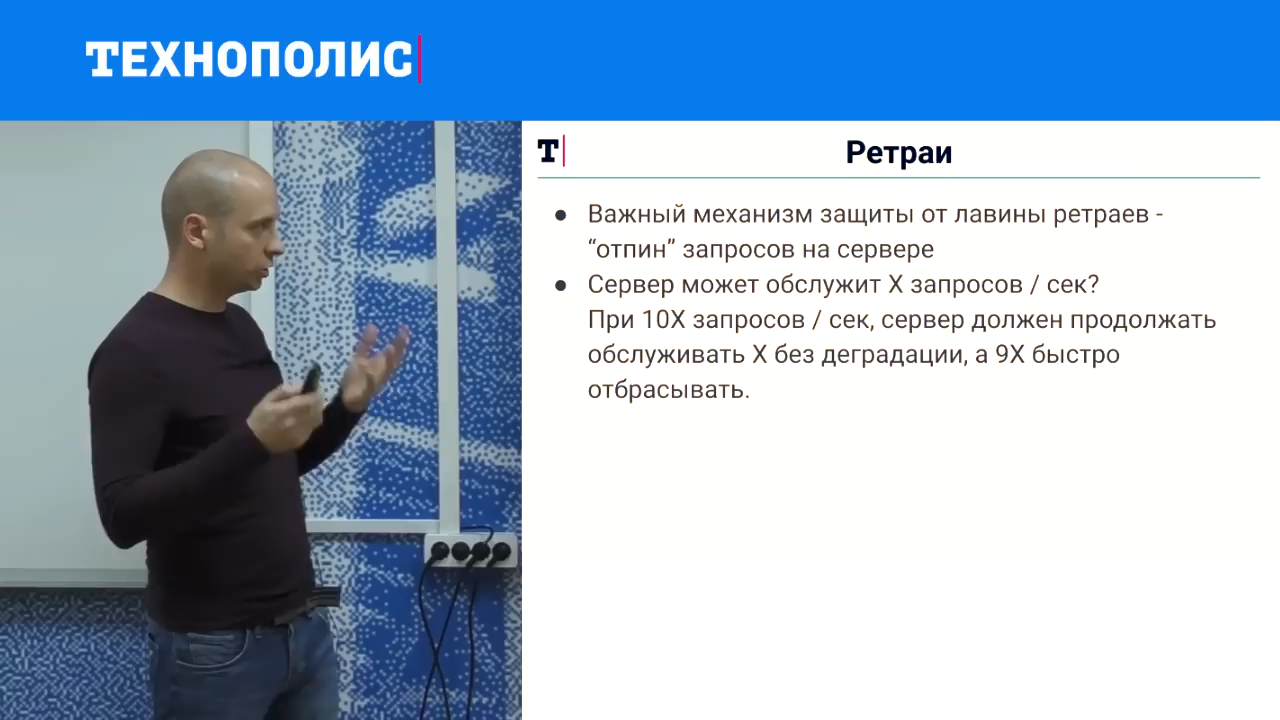 ТЕХНОПОЛИС
Т
Ретраи
● Важный механизм защиты от лавины ретраев -
“отпин” запросов на сервере
● Сервер может обслужит X запросов / сек?
При 10X запросов / сек, сервер должен продолжать
обслуживать X без деградации, а 9X быстро
отбрасывать.